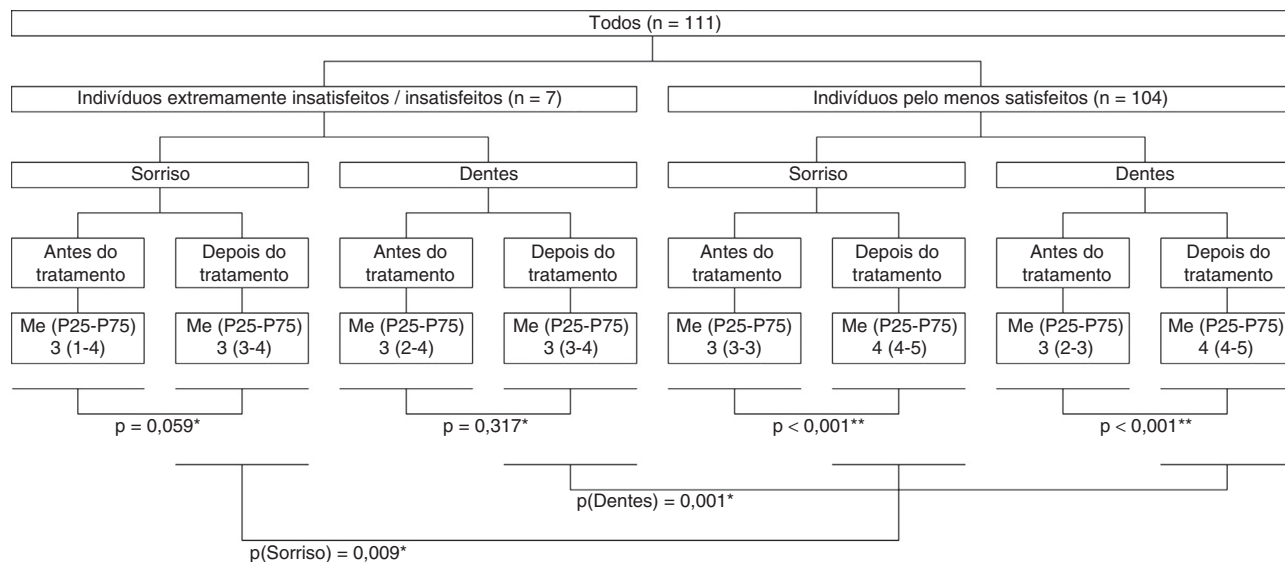 Todos (n = 111)
Indivíduos extremamente insatisfeitos / insatisfeitos (n = 7)
Indivíduos pelo menos satisfeitos (n = 104)
Sorriso
Dentes
Sorriso
Dentes
Antes do
tratamento
Depois do
tratamento
Antes do
tratamento
Depois do
tratamento
Antes do
tratamento
Depois do
tratamento
Antes do
tratamento
Depois do
tratamento
Me (P25-P75)
3 (1-4)
Me (P25-P75)
3 (3-4)
Me (P25-P75)
3 (2-4)
Me (P25-P75)
3 (3-4)
Me (P25-P75)
3 (3-3)
Me (P25-P75)
4 (4-5)
Me (P25-P75)
3 (2-3)
Me (P25-P75)
4 (4-5)
p = 0,059*
p = 0,317*
p < 0,001**
p < 0,001**
p(Dentes) = 0,001*
p(Sorriso) = 0,009*